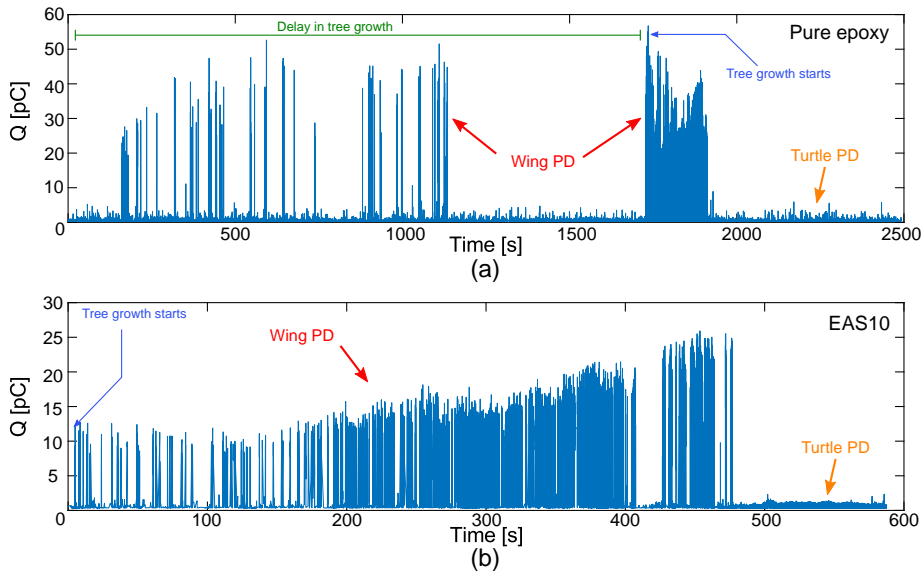 Delay in tree growth
Pure epoxy
Tree growth starts
Wing PD
Turtle PD
Q [pC]
60
50
40
30
20
10
0
500
1000
1500
2000
2500
Time [s]
(a)
Tree growth starts
EAS10
Wing PD
Turtle PD
Q [pC]
30
25
20
15
10
5
0
0
100
200
300
400
500
600
Time [s]
(b)